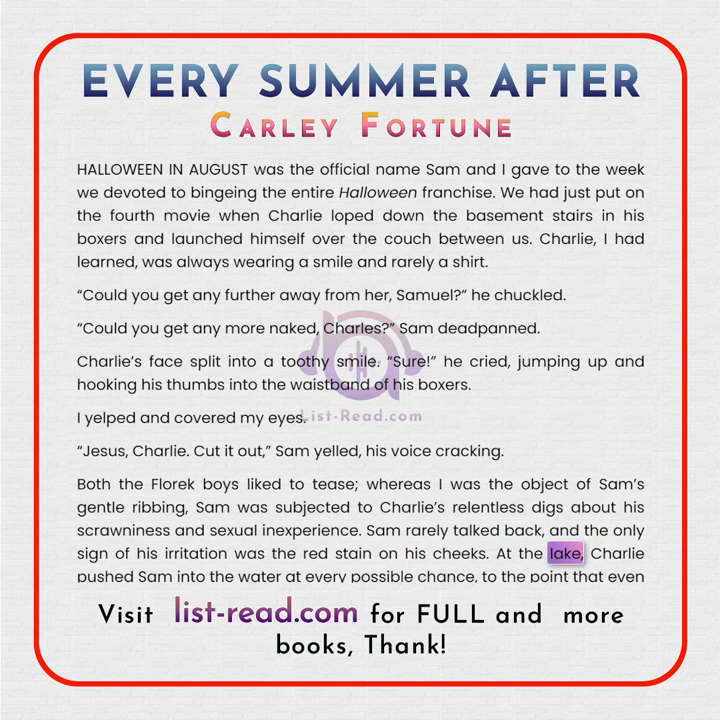 EVERY SUMMER AFTER
CARLEY FORTUNE
HALLOWEEN IN AUGUST was the official name Sam and I gave to the week
we devoted to bingeing the entire Halloween franchise. We had just put on
the fourth movie when Charlie loped down the basement stairs in his
boxers and launched himself over the couch between us. Charlie, I had
learned, was always wearing a smile and rarely a shirt.
“Could you get any further away from her, Samuel?” he chuckled.
“Could you get any more naked, Charles?” Sam deadpanned.
Charlie’s face split into a toothy smile. “Sure!” he cried, jumping up and
hooking his thumbs into the waistband of his boxers.
I yelped and covered my eyes.
List-Read.com
“Jesus, Charlie. Cut it out,” Sam yelled, his voice cracking.
Both the Florek boys liked to tease; whereas I was the object of Sam’s
gentle ribbing, Sam was subjected to Charlie’s relentless digs about his
scrawniness and sexual inexperience. Sam rarely talked back, and the only
sign of his irritation was the red stain on his cheeks. At the lake, Charlie
pushed Sam into the water at every possible chance, to the point that even
Visit list-read.com for FULL and more
books, Thank!